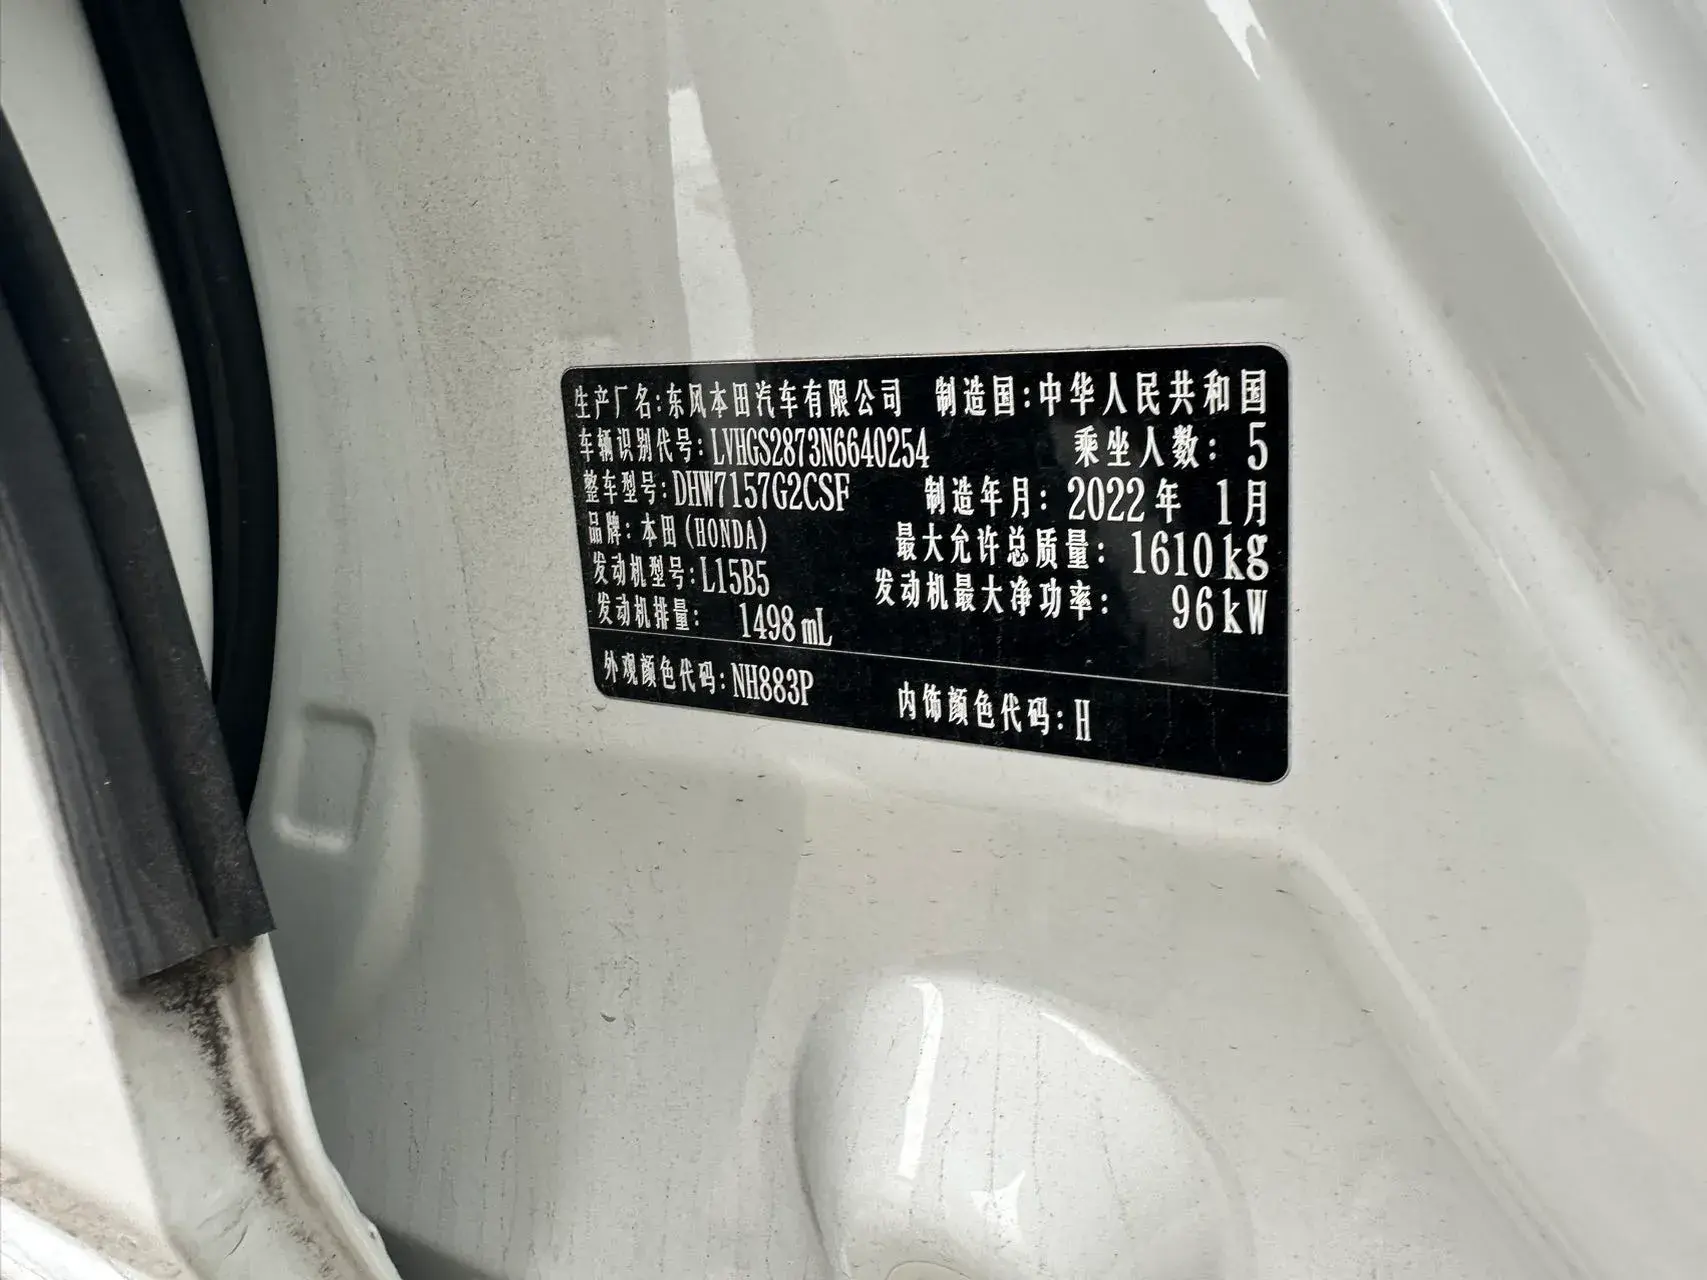 生产厂名:东风本田汽车有限公司 制造国:中华人民共和国
车辆识别代号:LVHGS2873N6640254 乘坐人数:5
整车型号:DHW7157G2CSF 制造年月:2022年 1月
品牌:本田(HONDA) 最大允许总质量:1610kg
发动机型号:L15B5 发动机最大净功率:96kW
发动机排量: 1498mL
外观颜色代码:NH883P 内饰颜色代码:H